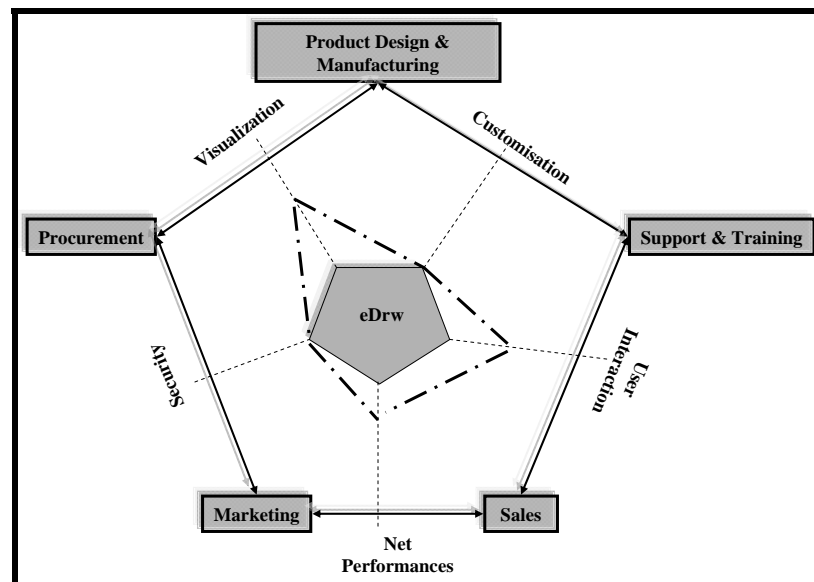 Product Design &
Manufacturing
Visualization
Customisation
Procurement
Support & Training
eDrw
Security
User
Interaction
Marketing
Sales
Net
Performances